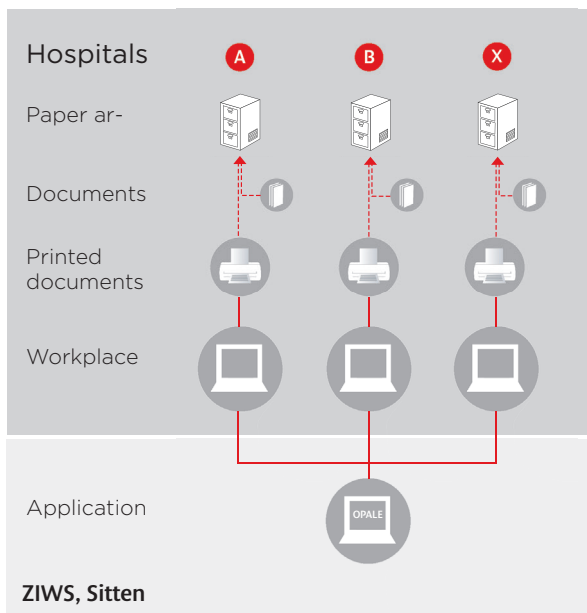 Hospitals
A
B
X
Paper ar-
Documents
Printed
documents
Workplace
Application
OPALE
ZIWS, Sitten